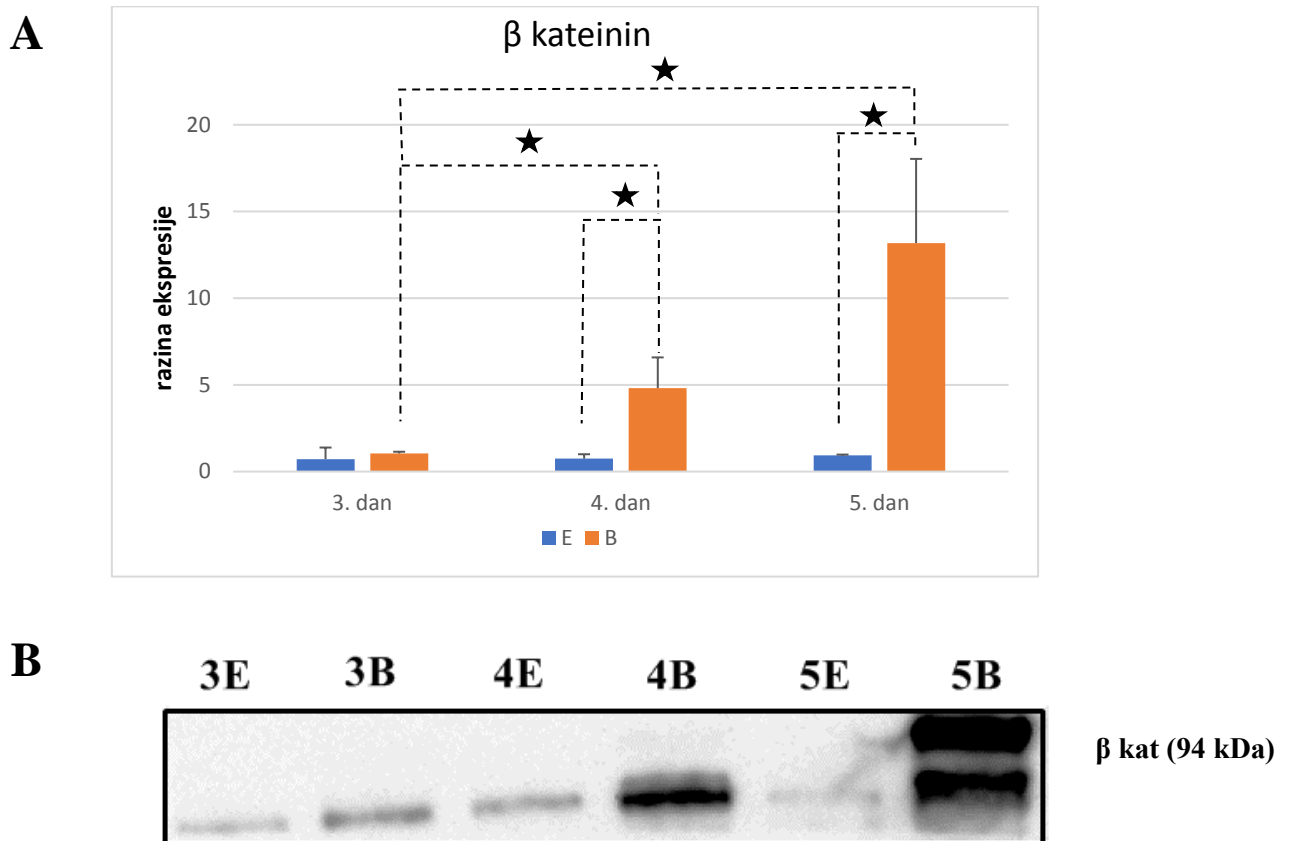 A
β kateinin
20
15
10
5
0
razina ekspresije
3. dan 4. dan 5. dan
E B
B
3E 3B 4E 4B 5E 5B
β kat (94 kDa)